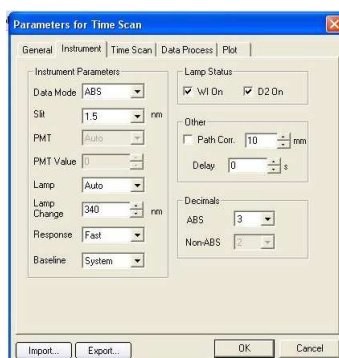 Parameters for Time Scan
General Instrument Time Scan Data Process Plot
Instrument Parameters
Data Mode ABS
Slit 1.5 nm
PMT Auto
PMT Value 0
Lamp Auto
Lamp Change 340 nm
Response Fast
Baseline System
Lamp Status
WI On D2 On
Other
Path Corr. 10 mm
Delay 0 s
Decimals
ABS 3
Non-ABS 2
Import... Export... OK Cancel